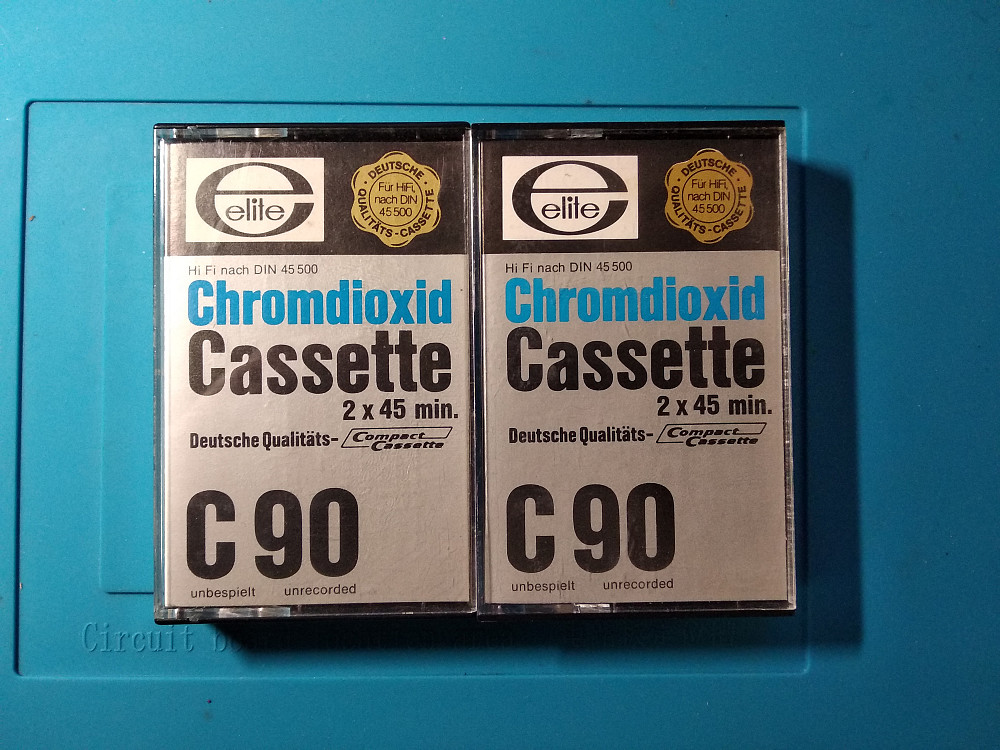 elite
DEUTSCHE
QUALITÄTS-CASSETTE
Für HiFi,
nach DIN
45 500
Hi Fi nach DIN 45 500
Chromdioxid
Cassette
2 x 45 min.
Deutsche Qualitäts- Compact Cassette
C 90
unbespielt unrecorded
elite
DEUTSCHE
QUALITÄTS-CASSETTE
Für HiFi,
nach DIN
45 500
Hi Fi nach DIN 45 500
Chromdioxid
Cassette
2 x 45 min.
Deutsche Qualitäts- Compact Cassette
C 90
unbespielt unrecorded
Circuit